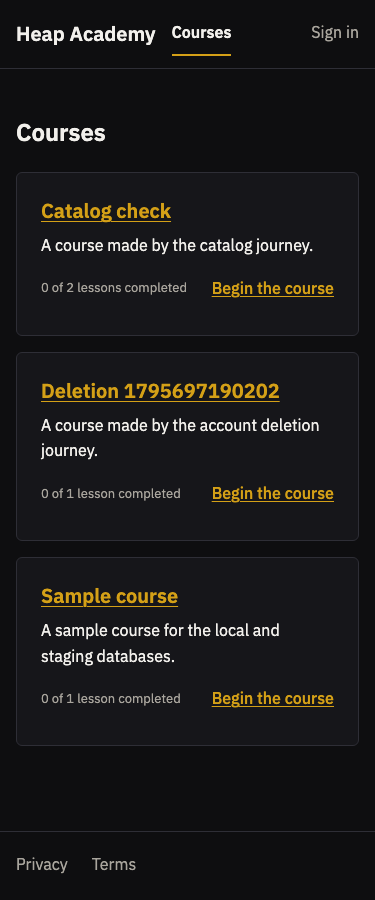 Heap Academy Courses Sign in
Courses
Catalog check
A course made by the catalog journey.
0 of 2 lessons completed Begin the course
Deletion 1795697190202
A course made by the account deletion
journey.
0 of 1 lesson completed Begin the course
Sample course
A sample course for the local and
staging databases.
0 of 1 lesson completed Begin the course
Privacy Terms